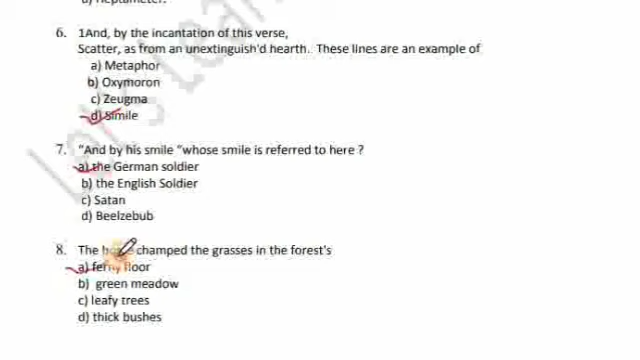 6. 1And, by the incantation of this verse,
Scatter, as from an unextinguish'd hearth. These lines are an example of
a) Metaphor
b) Oxymoron
c) Zeugma
d) Simile
7. "And by his smile "whose smile is referred to here ?
a) the German soldier
b) the English Soldier
c) Satan
d) Beelzebub
8. The champed the grasses in the forest's
a) ferny floor
b) green meadow
c) leafy trees
d) thick bushes